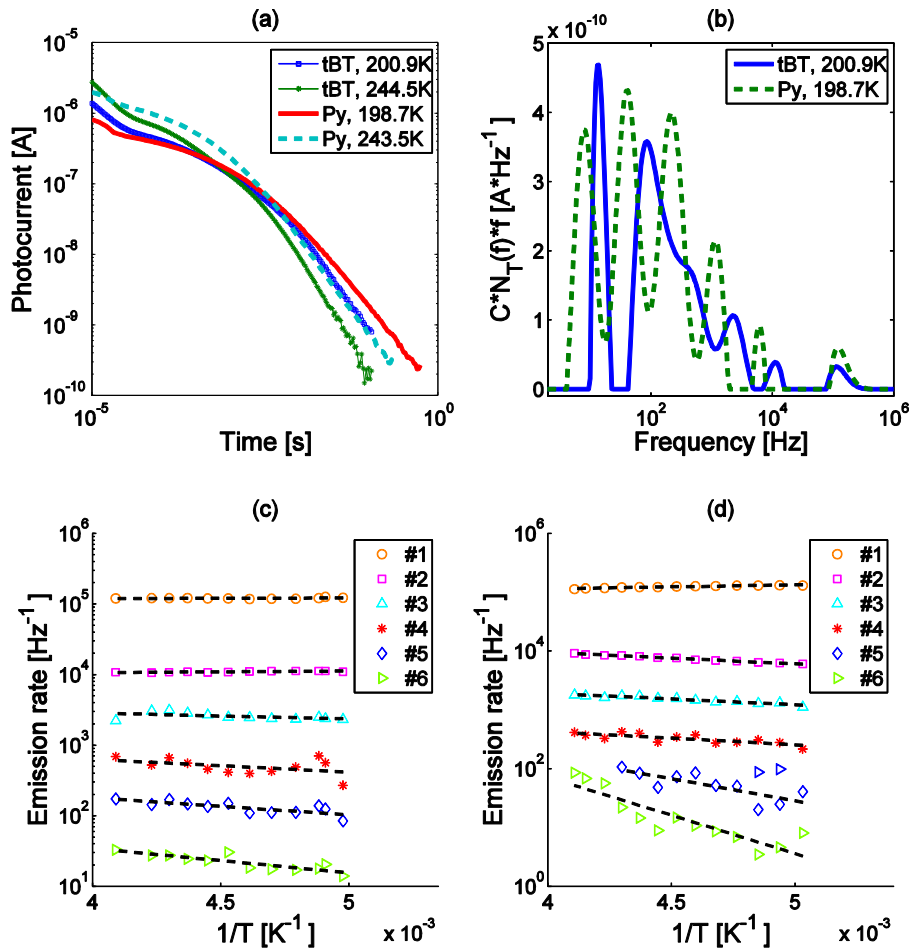 (a)
Photocurrent [A]
10^-5
10^-6
10^-7
10^-8
10^-9
10^-10
tBT, 200.9K
tBT, 244.5K
Py, 198.7K
Py, 243.5K
10^-5
10^0
Time [s]
(b)
x 10^-10
C*N_T(f)*f [A*Hz^-1]
5
4
3
2
1
0
tBT, 200.9K
Py, 198.7K
10^2
10^4
10^6
Frequency [Hz]
(c)
Emission rate [Hz^-1]
10^6
10^5
10^4
10^3
10^2
10^1
#1
#2
#3
#4
#5
#6
4
4.5
5
1/T [K^-1]
x 10^-3
(d)
Emission rate [Hz^-1]
10^6
10^4
10^2
10^0
#1
#2
#3
#4
#5
#6
4
4.5
5
1/T [K^-1]
x 10^-3